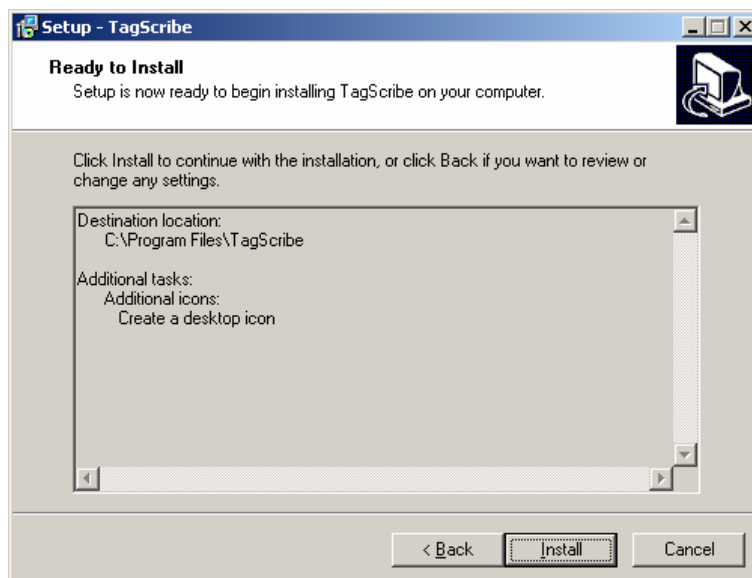 Setup - TagScribe
Ready to Install
Setup is now ready to begin installing TagScribe on your computer.
Click Install to continue with the installation, or click Back if you want to review or
change any settings.
Destination location:
C:\Program Files\TagScribe
Additional tasks:
Additional icons:
Create a desktop icon
< Back
Install
Cancel